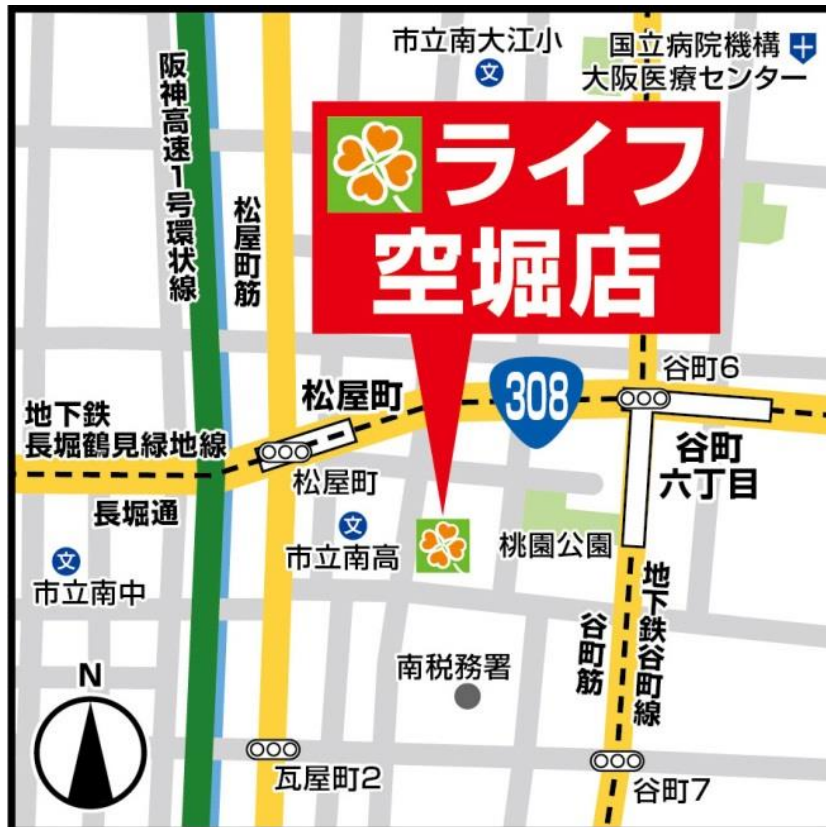 市立南大江小
国立病院機構
大阪医療センター
阪神高速1号環状線
松屋町筋
ライフ
空堀店
308
谷町6
松屋町
地下鉄
長堀鶴見緑地線
谷町
六丁目
松屋町
長堀通
市立南高
桃園公園
市立南中
地下鉄谷町線
谷町筋
南税務署
N
瓦屋町2
谷町7
文
文
文